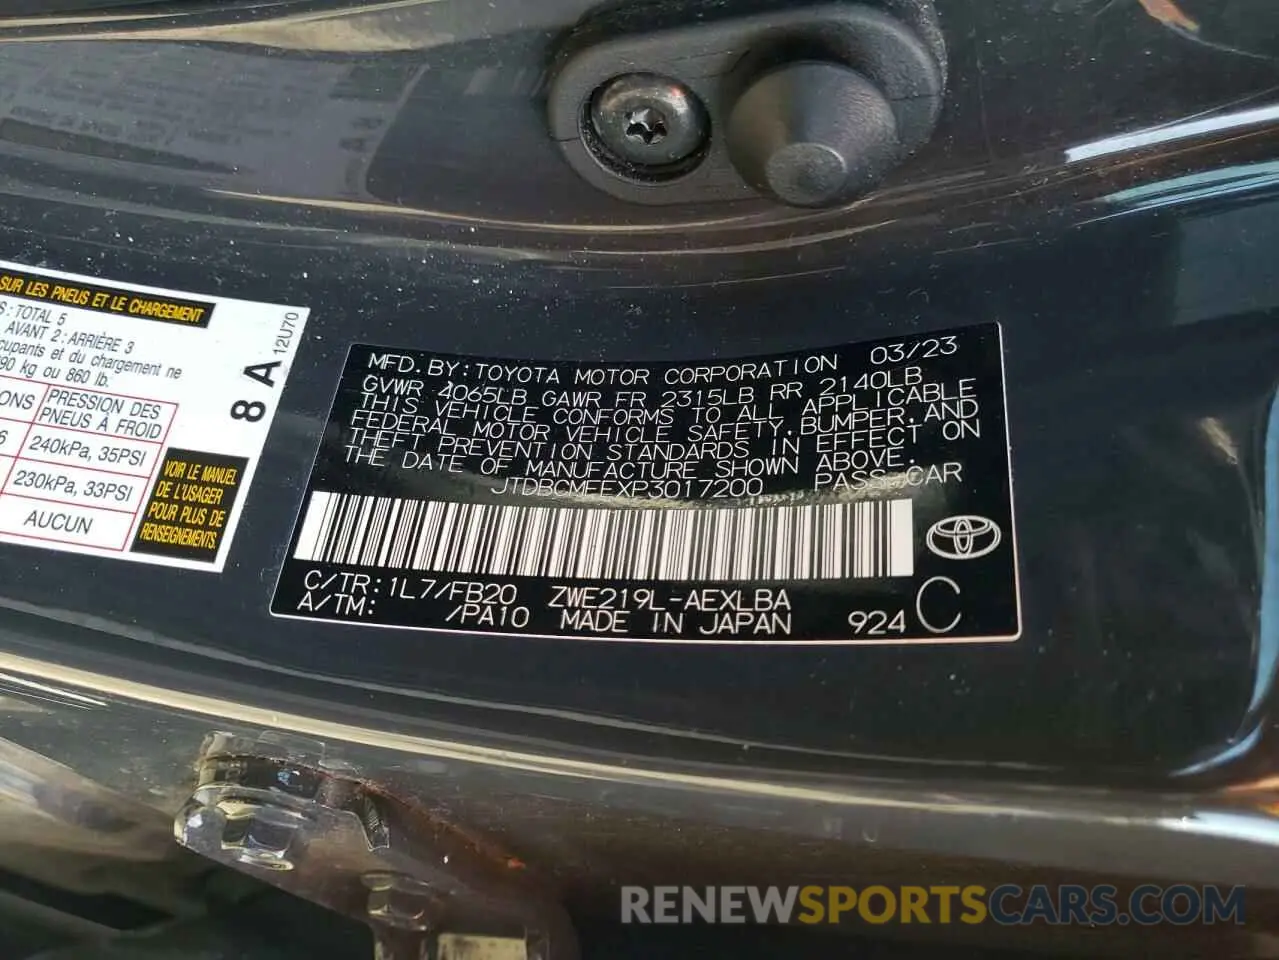 SUR LES PNEUS ET LE CHARGEMENT
S : TOTAL 5
AVANT 2 : ARRIÈRE 3
cupants et du chargement ne
90 kg ou 860 lb.
ONS
PRESSION DES
PNEUS À FROID
6
240kPa, 35PSI
230kPa, 33PSI
AUCUN
VOIR LE MANUEL
DE L'USAGER
POUR PLUS DE
RENSEIGNEMENTS.
8 A
12U70
MFD. BY: TOYOTA MOTOR CORPORATION 03/23
GVWR 4065LB GAWR FR 2315LB RR 2140LB
THIS VEHICLE CONFORMS TO ALL APPLICABLE
FEDERAL MOTOR VEHICLE SAFETY, BUMPER, AND
THEFT PREVENTION STANDARDS IN EFFECT ON
THE DATE OF MANUFACTURE SHOWN ABOVE.
JTDBCMFEXP3017200 PASS-CAR
C/TR: 1L7/FB20 ZWE219L-AEXLBA
A/TM: /PA10 MADE IN JAPAN
924 C
RENEWSPORTSCARS.COM